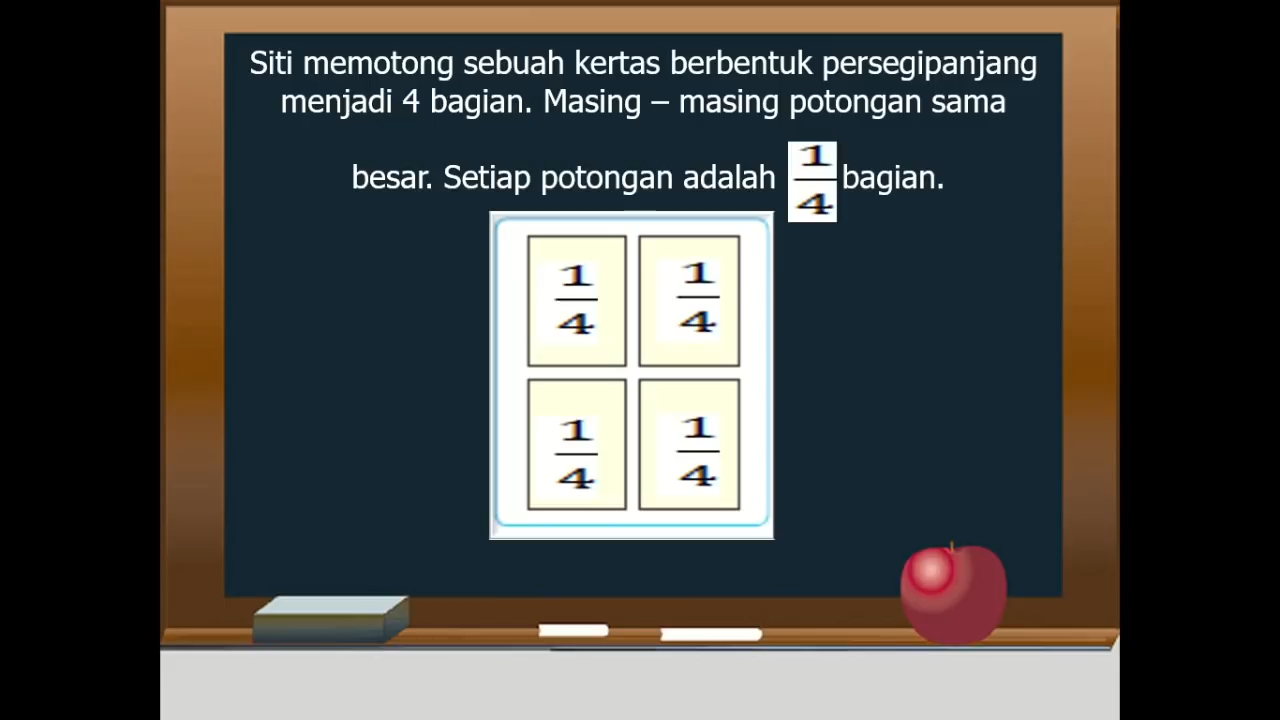 Siti memotong sebuah kertas berbentuk persegipanjang
menjadi 4 bagian. Masing – masing potongan sama
besar. Setiap potongan adalah 1/4 bagian.
1/4 1/4
1/4 1/4